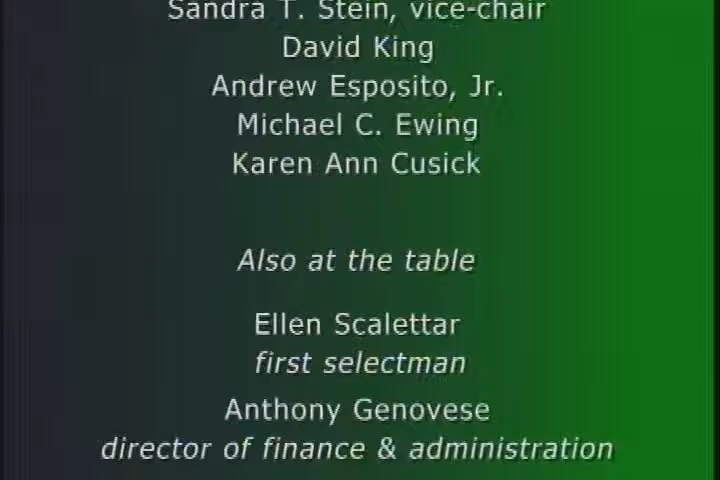 Sandra T. Stein, vice-chair
David King
Andrew Esposito, Jr.
Michael C. Ewing
Karen Ann Cusick
Also at the table
Ellen Scalettar
first selectman
Anthony Genovese
director of finance & administration